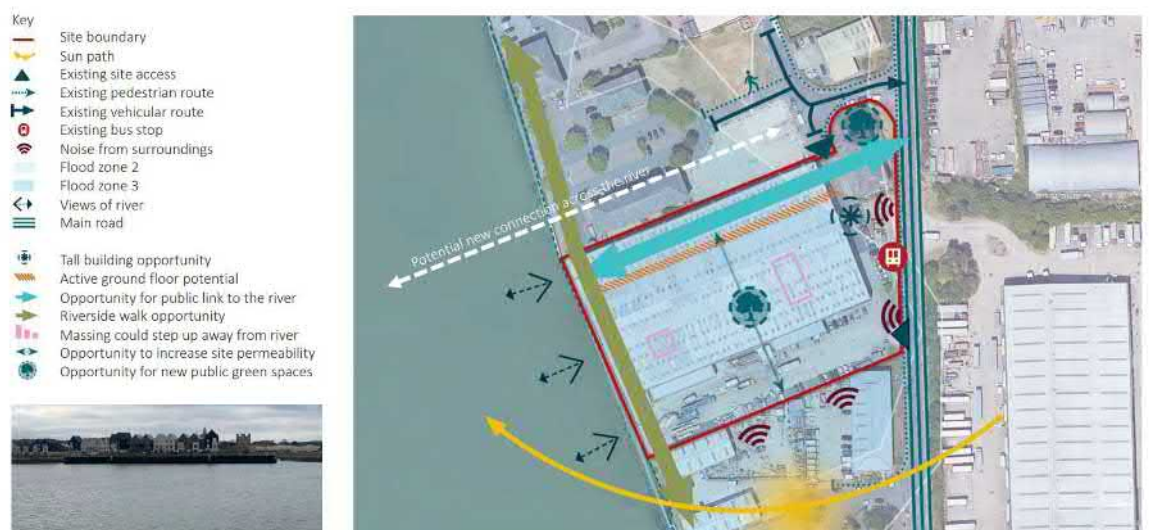 Key
Site boundary
Sun path
Existing site access
Existing pedestrian route
Existing vehicular route
Existing bus stop
Noise from surroundings
Flood zone 2
Flood zone 3
Views of river
Main road
Tall building opportunity
Active ground floor potential
Opportunity for public link to the river
Riverside walk opportunity
Massing could step up away from river
Opportunity to increase site permeability
Opportunity for new public green spaces
Potential new connection across the river